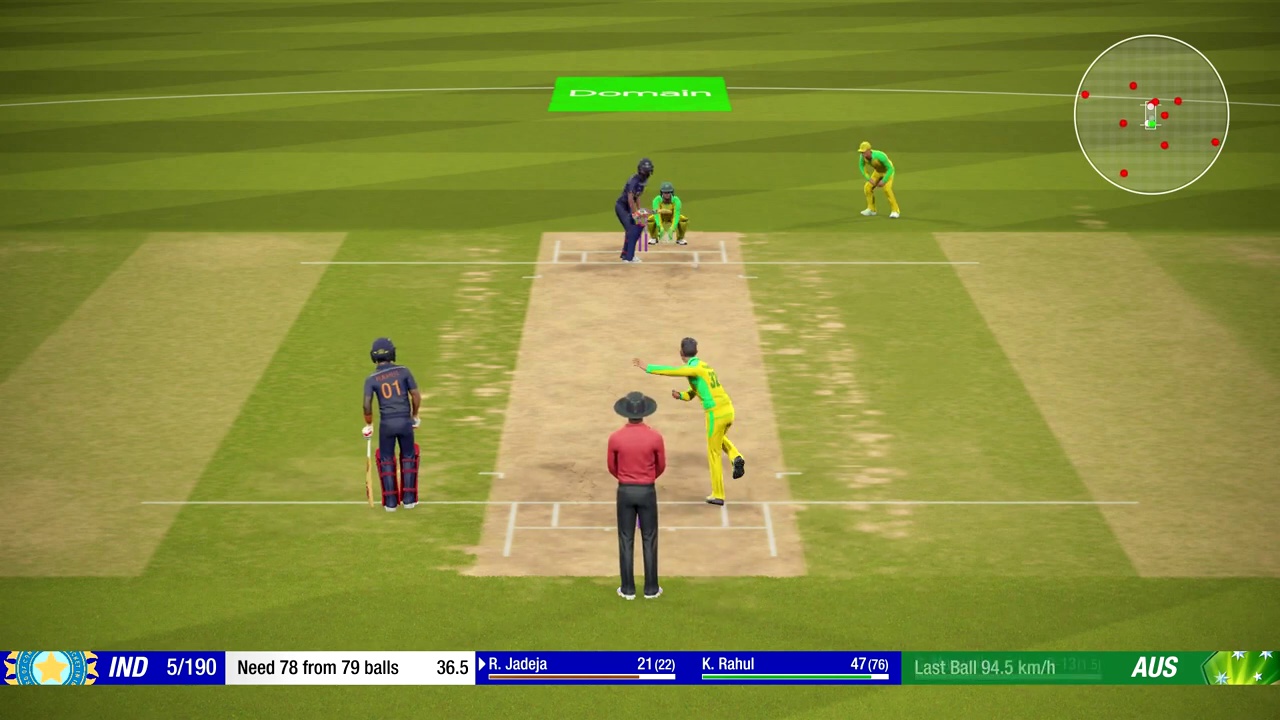 Domain
01
32
IND 5/190 Need 78 from 79 balls 36.5 R. Jadeja 21 (22) K. Rahul 47 (76) Last Ball 94.5 km/h AUS